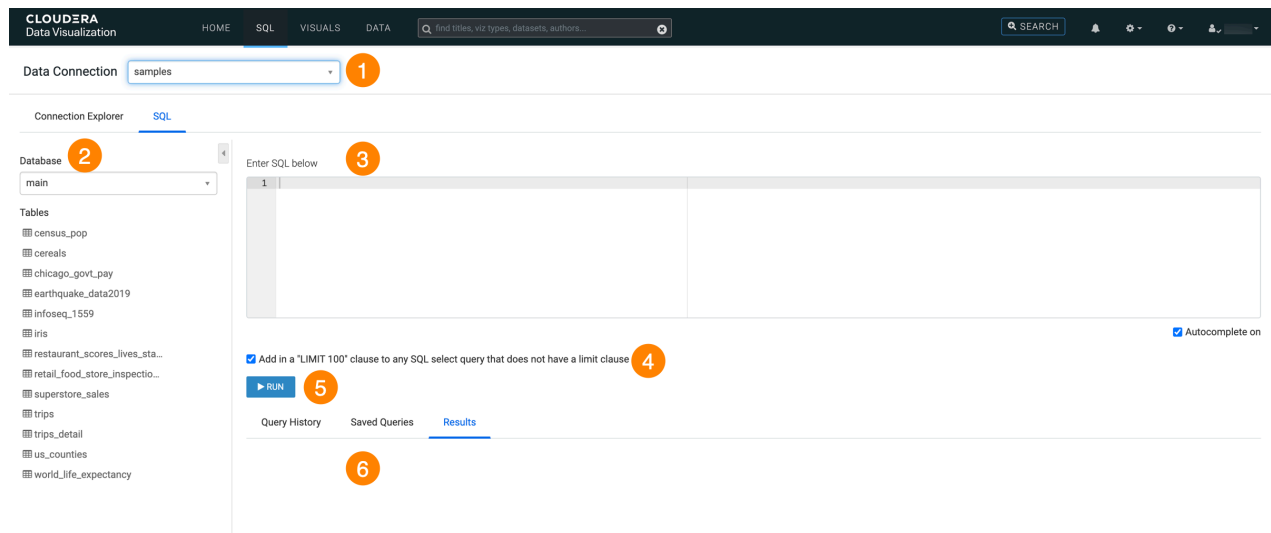 CLOUDERA
Data Visualization
HOME SQL VISUALS DATA find titles, viz types, datasets, authors... SEARCH
Data Connection samples 1
Connection Explorer SQL
Database 2
main
Tables
census_pop
cereals
chicago_govt_pay
earthquake_data2019
infoseq_1559
iris
restaurant_scores_lives_sta...
retail_food_store_inspectio...
superstore_sales
trips
trips_detail
us_counties
world_life_expectancy
Enter SQL below 3
1
Autocomplete on
Add in a "LIMIT 100" clause to any SQL select query that does not have a limit clause 4
RUN 5
Query History Saved Queries Results
6